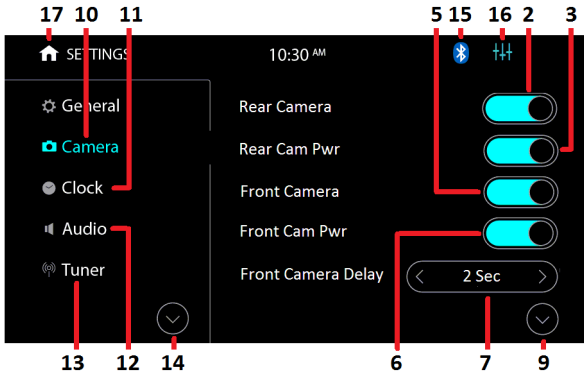 17 10 11 5 15 16 2 3
SETTINGS 10:30 AM
General Rear Camera
Camera Rear Cam Pwr
Clock Front Camera
Audio Front Cam Pwr
Tuner Front Camera Delay 2 Sec
13 12 14 6 7 9